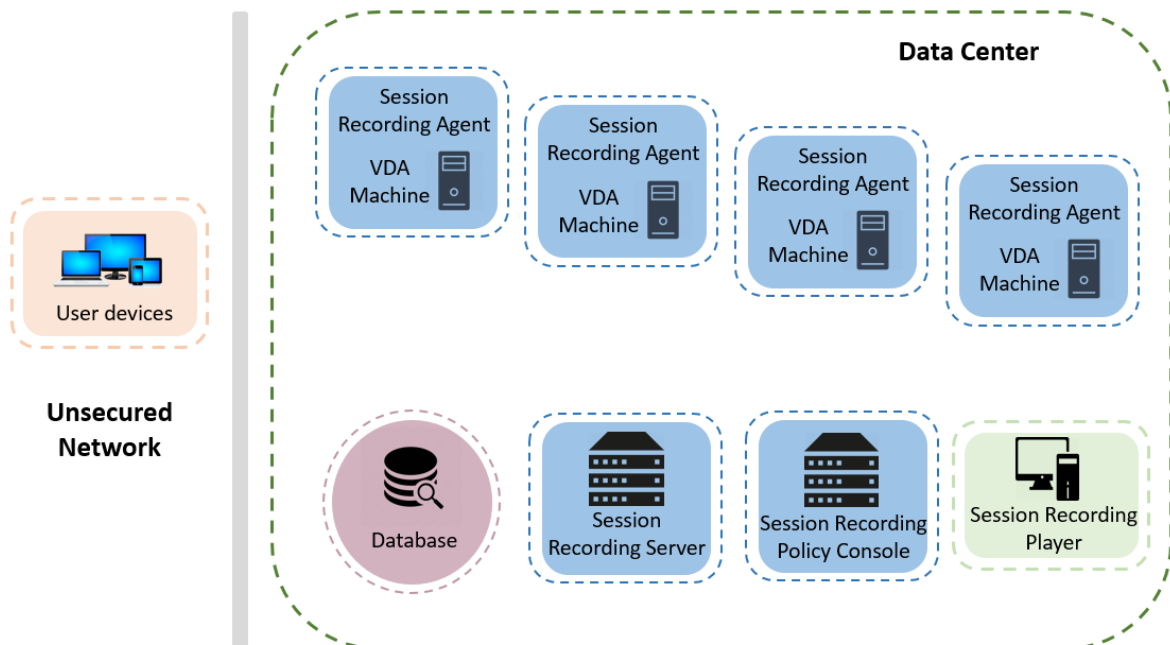 Data Center
Session
Recording Agent
VDA
Machine
Session
Recording Agent
VDA
Machine
Session
Recording Agent
VDA
Machine
Session
Recording Agent
VDA
Machine
User devices
Unsecured
Network
Database
Session
Recording Server
Session Recording
Policy Console
Session Recording
Player